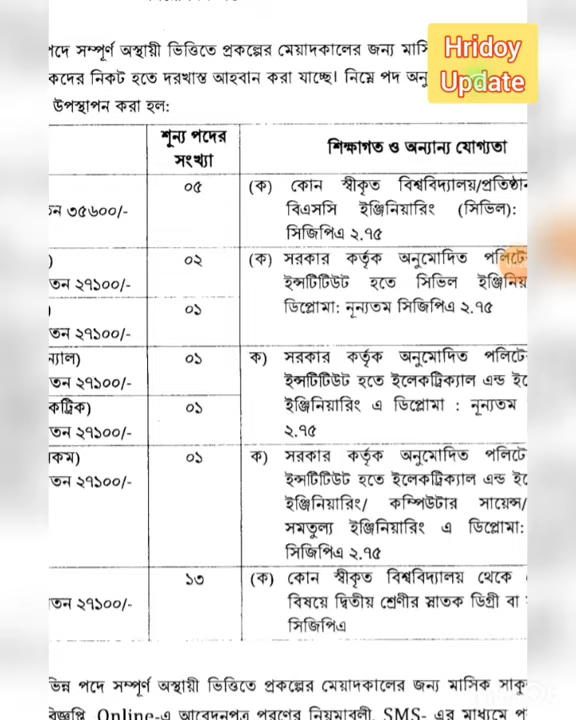 Hridoy
Update
পদে সম্পূর্ণ অস্থায়ী ভিত্তিতে প্রকল্পের মেয়াদকালের জন্য
কদের নিকট হতে দরখাস্ত আহবান করা যাচ্ছে। নিম্নে পদ
উপস্থাপন করা হল:
শূন্য পদের
সংখ্যা
শিক্ষাগত ও অন্যান্য যোগ্যতা
৩৫৬০০/-
০৫
(ক) কোন স্বীকৃত বিশ্ববিদ্যালয়/প্রতিষ্ঠান
বিএসসি ইঞ্জিনিয়ারিং (সিভিল):
সিজিপিএ ২.৭৫
)
তন ২৭১০০/-
০২
(ক) সরকার কর্তৃক অনুমোদিত পলিটে
ইন্সটিটিউট হতে সিভিল ইঞ্জিনিয়
ডিপ্লোমা: নূন্যতম সিজিপিএ ২.৭৫
তন ২৭১০০/-
০১
ন্যাল)
তন ২৭১০০/-
০১
ক) সরকার কর্তৃক অনুমোদিত পলিটে
ইন্সটিটিউট হতে ইলেকট্রিক্যাল এন্ড
ইঞ্জিনিয়ারিং এ ডিপ্লোমা : নূন্যতম
২.৭৫
কট্রিক)
তন ২৭১০০/-
০১
কম)
তন ২৭১০০/-
০১
ক) সরকার কর্তৃক অনুমোদিত পলিটে
ইন্সটিটিউট হতে ইলেকট্রিক্যাল এন্ড
ইঞ্জিনিয়ারিং/ কম্পিউটার সায়েন্স/
সমতুল্য ইঞ্জিনিয়ারিং এ ডিপ্লোমা:
সিজিপিএ ২.৭৫
তন ২৭১০০/-
১৩
(ক) কোন স্বীকৃত বিশ্ববিদ্যালয় থেকে
বিষয়ে দ্বিতীয় শ্রেণীর স্নাতক ডিগ্রী বা
সিজিপিএ
ভিন্ন পদে সম্পূর্ণ অস্থায়ী ভিত্তিতে প্রকল্পের মেয়াদকালের জন্য মাসিক সাকু
বিজ্ঞপ্তি, Online-এ আবেদনপত্র পূরণের নিয়মাবলী, SMS- এর মাধ্যমে